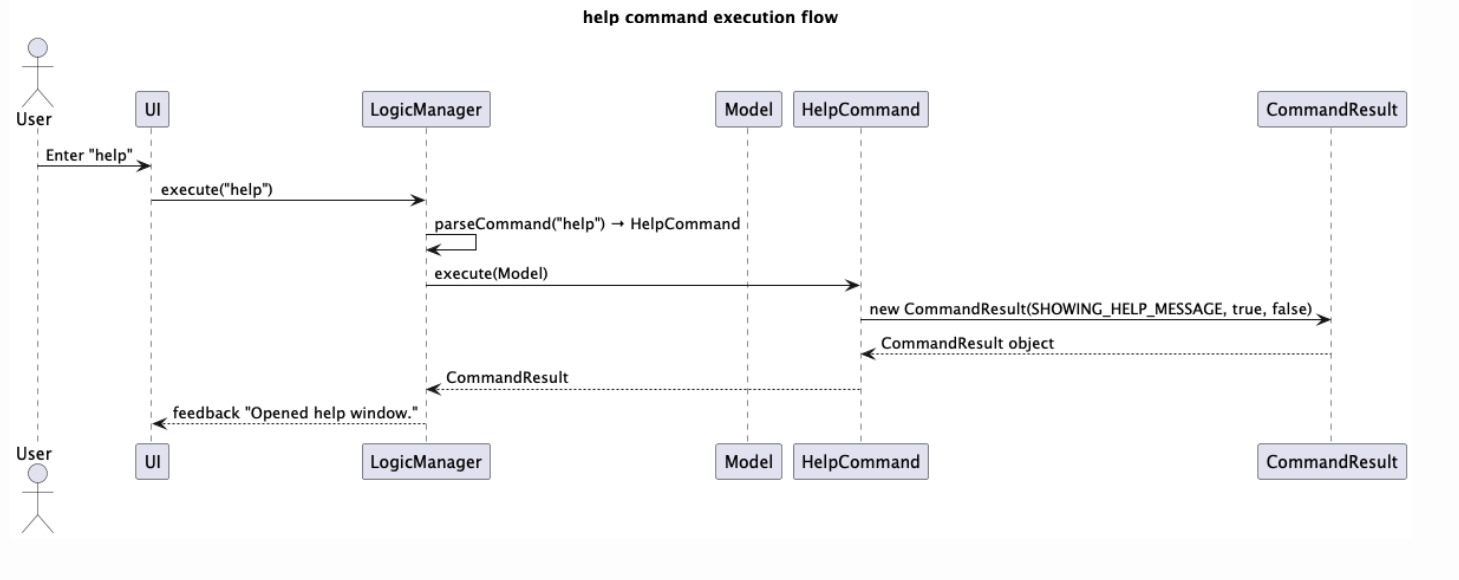 help command execution flow
User
UI
LogicManager
Model
HelpCommand
CommandResult
Enter "help"
execute("help")
parseCommand("help") → HelpCommand
execute(Model)
new CommandResult(SHOWING_HELP_MESSAGE, true, false)
CommandResult object
CommandResult
feedback "Opened help window."
User
UI
LogicManager
Model
HelpCommand
CommandResult